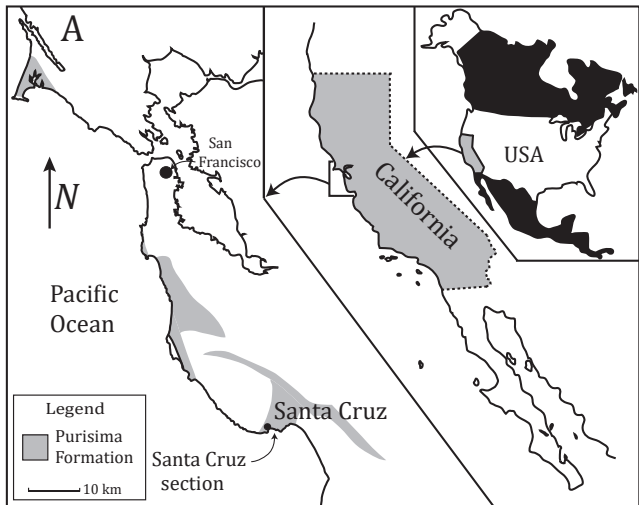 A
San
Francisco
N
Pacific
Ocean
Santa Cruz
Santa Cruz
section
Legend
Purisima
Formation
10 km
California
USA